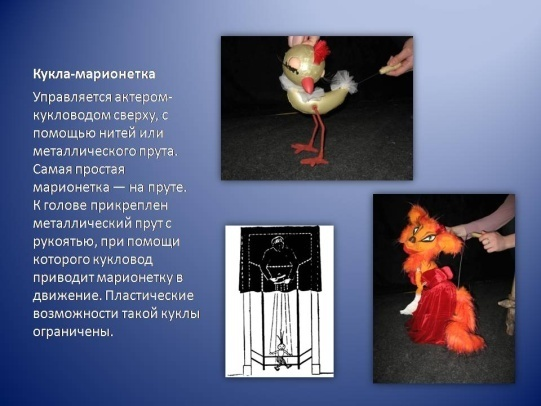 Кукла-марионетка
Управляется актером-
кукловодом сверху, с
помощью нитей или
металлического прута.
Самая простая
марионетка — на пруте.
К голове прикреплен
металлический прут с
рукоятью, при помощи
которого кукловод
приводит марионетку в
движение. Пластические
возможности такой куклы
ограничены.